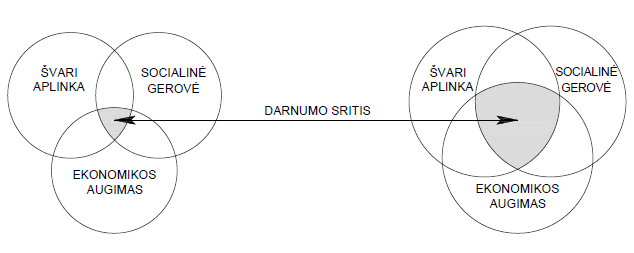 ŠVARI
APLINKA
SOCIALINĖ
GEROVĖ
EKONOMIKOS
AUGIMAS
DARNUMO SRITIS
ŠVARI
APLINKA
SOCIALINĖ
GEROVĖ
EKONOMIKOS
AUGIMAS